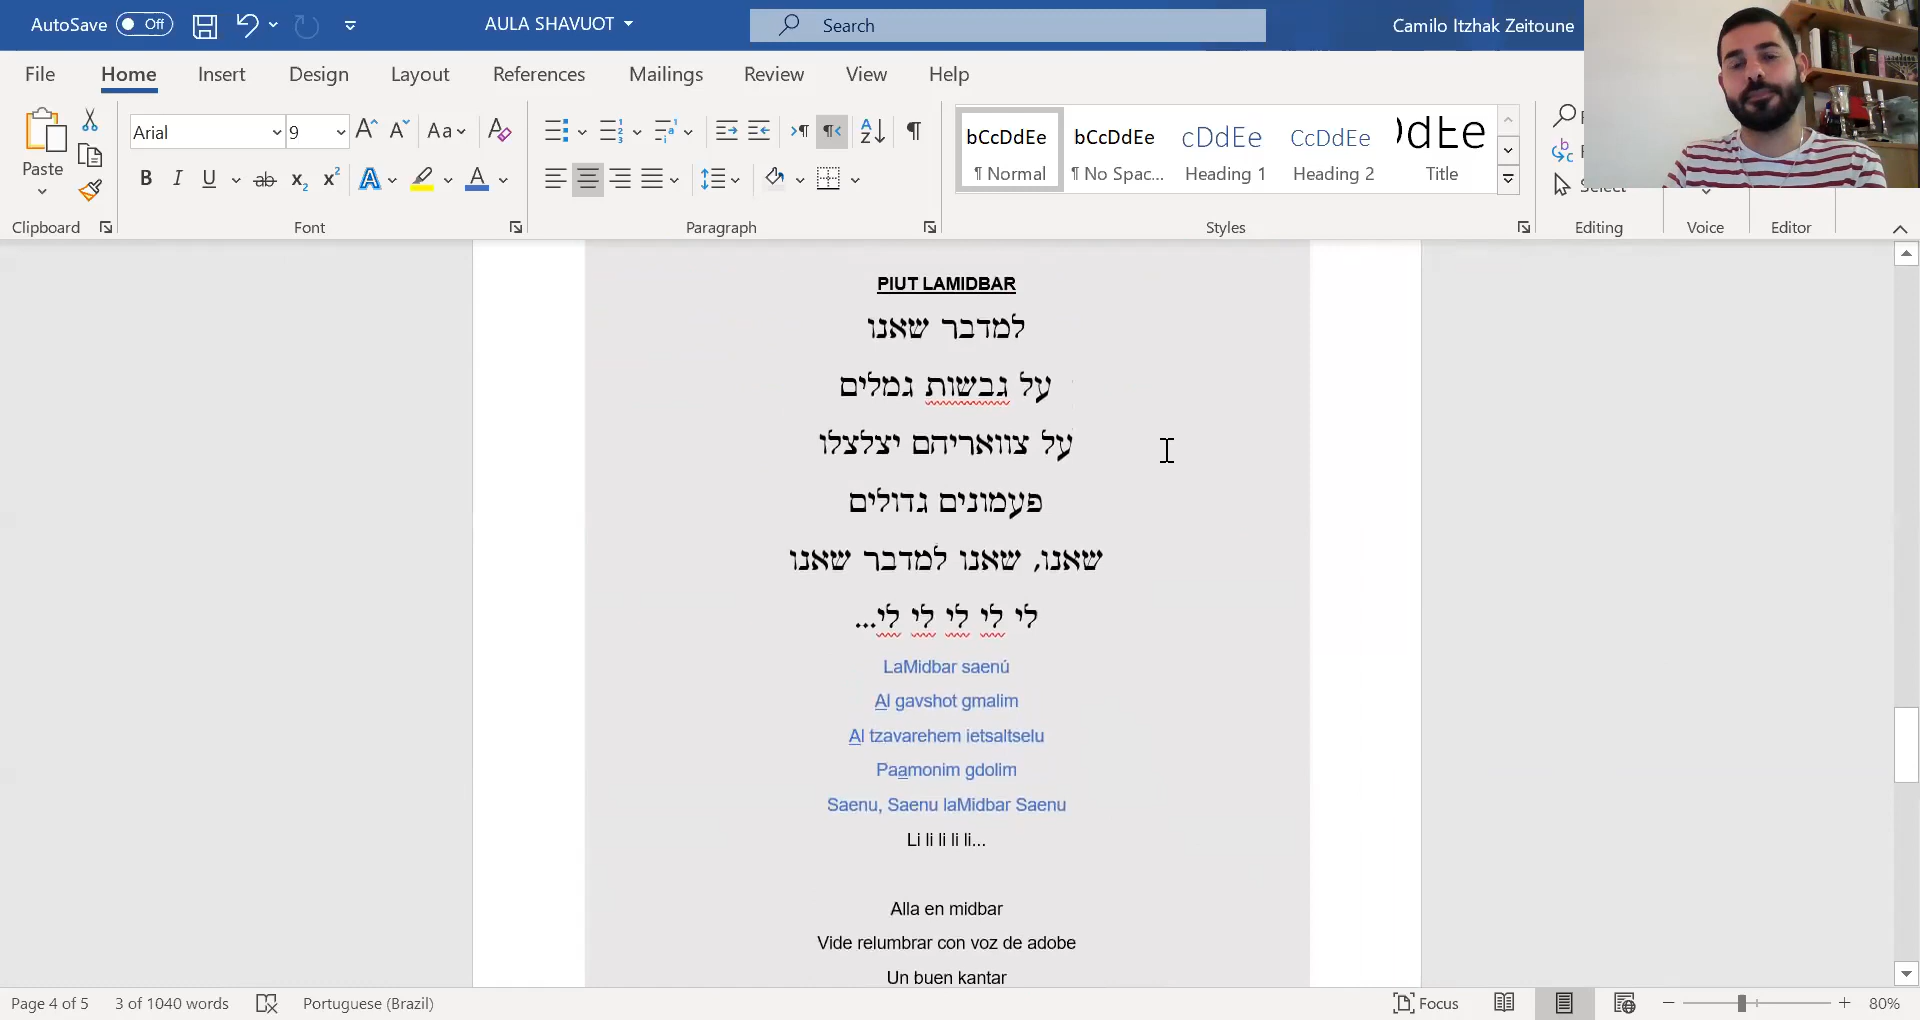 AutoSave Off AULA SHAVUOT Search Camilo Itzhak Zeitoune
File Home Insert Design Layout References Mailings Review View Help
Paste
Arial 9 Aa
bCcDdEe bCcDdEe cDdEe CcDdEe
¶ Normal ¶ No Spac... Heading 1 Heading 2 Title
Clipboard Font Paragraph Styles Editing Voice Editor
PIUT LAMIDBAR
למדבר שאנו
על גבשות גמלים
על צוואריהם יצלצלו
פעמונים גדולים
שאנו, שאנו למדבר שאנו
לי לי לי לי לי...
LaMidbar saenú
Al gavshot gmalim
Al tzavarehem ietsaltselu
Paamonim gdolim
Saenu, Saenu laMidbar Saenu
Li li li li li...
Alla en midbar
Vide relumbrar con voz de adobe
Un buen kantar
Page 4 of 5 3 of 1040 words Portuguese (Brazil) Focus 80%